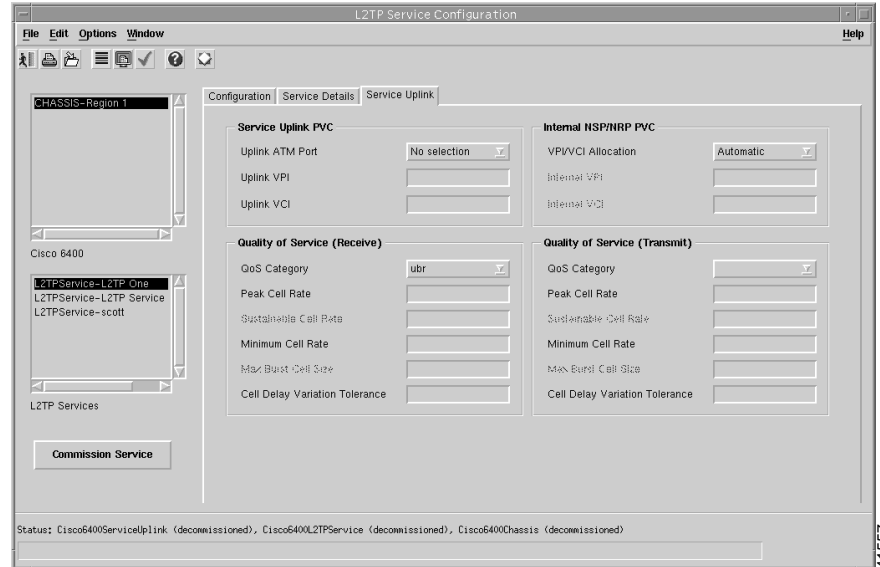 L2TP Service Configuration
File Edit Options Window Help
CHASSIS-Region 1
Cisco 6400
L2TPService-L2TP One
L2TPService-L2TP Service
L2TPService-scott
L2TP Services
Commission Service
Configuration Service Details Service Uplink
Service Uplink PVC
Uplink ATM Port No selection
Uplink VPI
Uplink VCI
Internal NSP/NRP PVC
VPI/VCI Allocation Automatic
Internal VPI
Internal VCI
Quality of Service (Receive)
QoS Category ubr
Peak Cell Rate
Sustainable Cell Rate
Minimum Cell Rate
Max Burst Cell Size
Cell Delay Variation Tolerance
Quality of Service (Transmit)
QoS Category
Peak Cell Rate
Sustainable Cell Rate
Minimum Cell Rate
Max Burst Cell Size
Cell Delay Variation Tolerance
Status: Cisco6400ServiceUplink (decommissioned), Cisco6400L2TPService (decommissioned), Cisco6400Chassis (decommissioned)